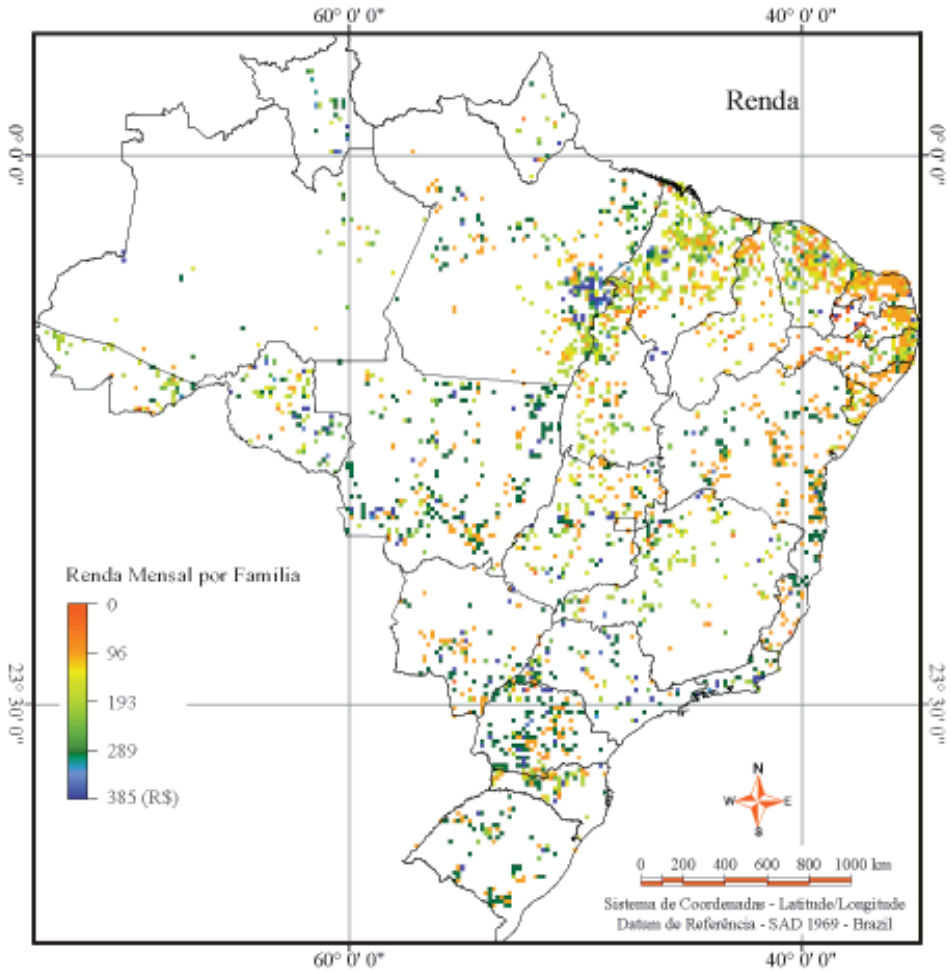 60° 0' 0"
40° 0' 0"
Renda
0° 0' 0"
0° 0' 0"
Renda Mensal por Família
0
96
193
289
385 (R$)
23° 30' 0"
23° 30' 0"
N
W
E
S
0 200 400 600 800 1000 km
Sistema de Coordenadas - Latitude/Longitude
Datum de Referência - SAD 1969 - Brazil
60° 0' 0"
40° 0' 0"